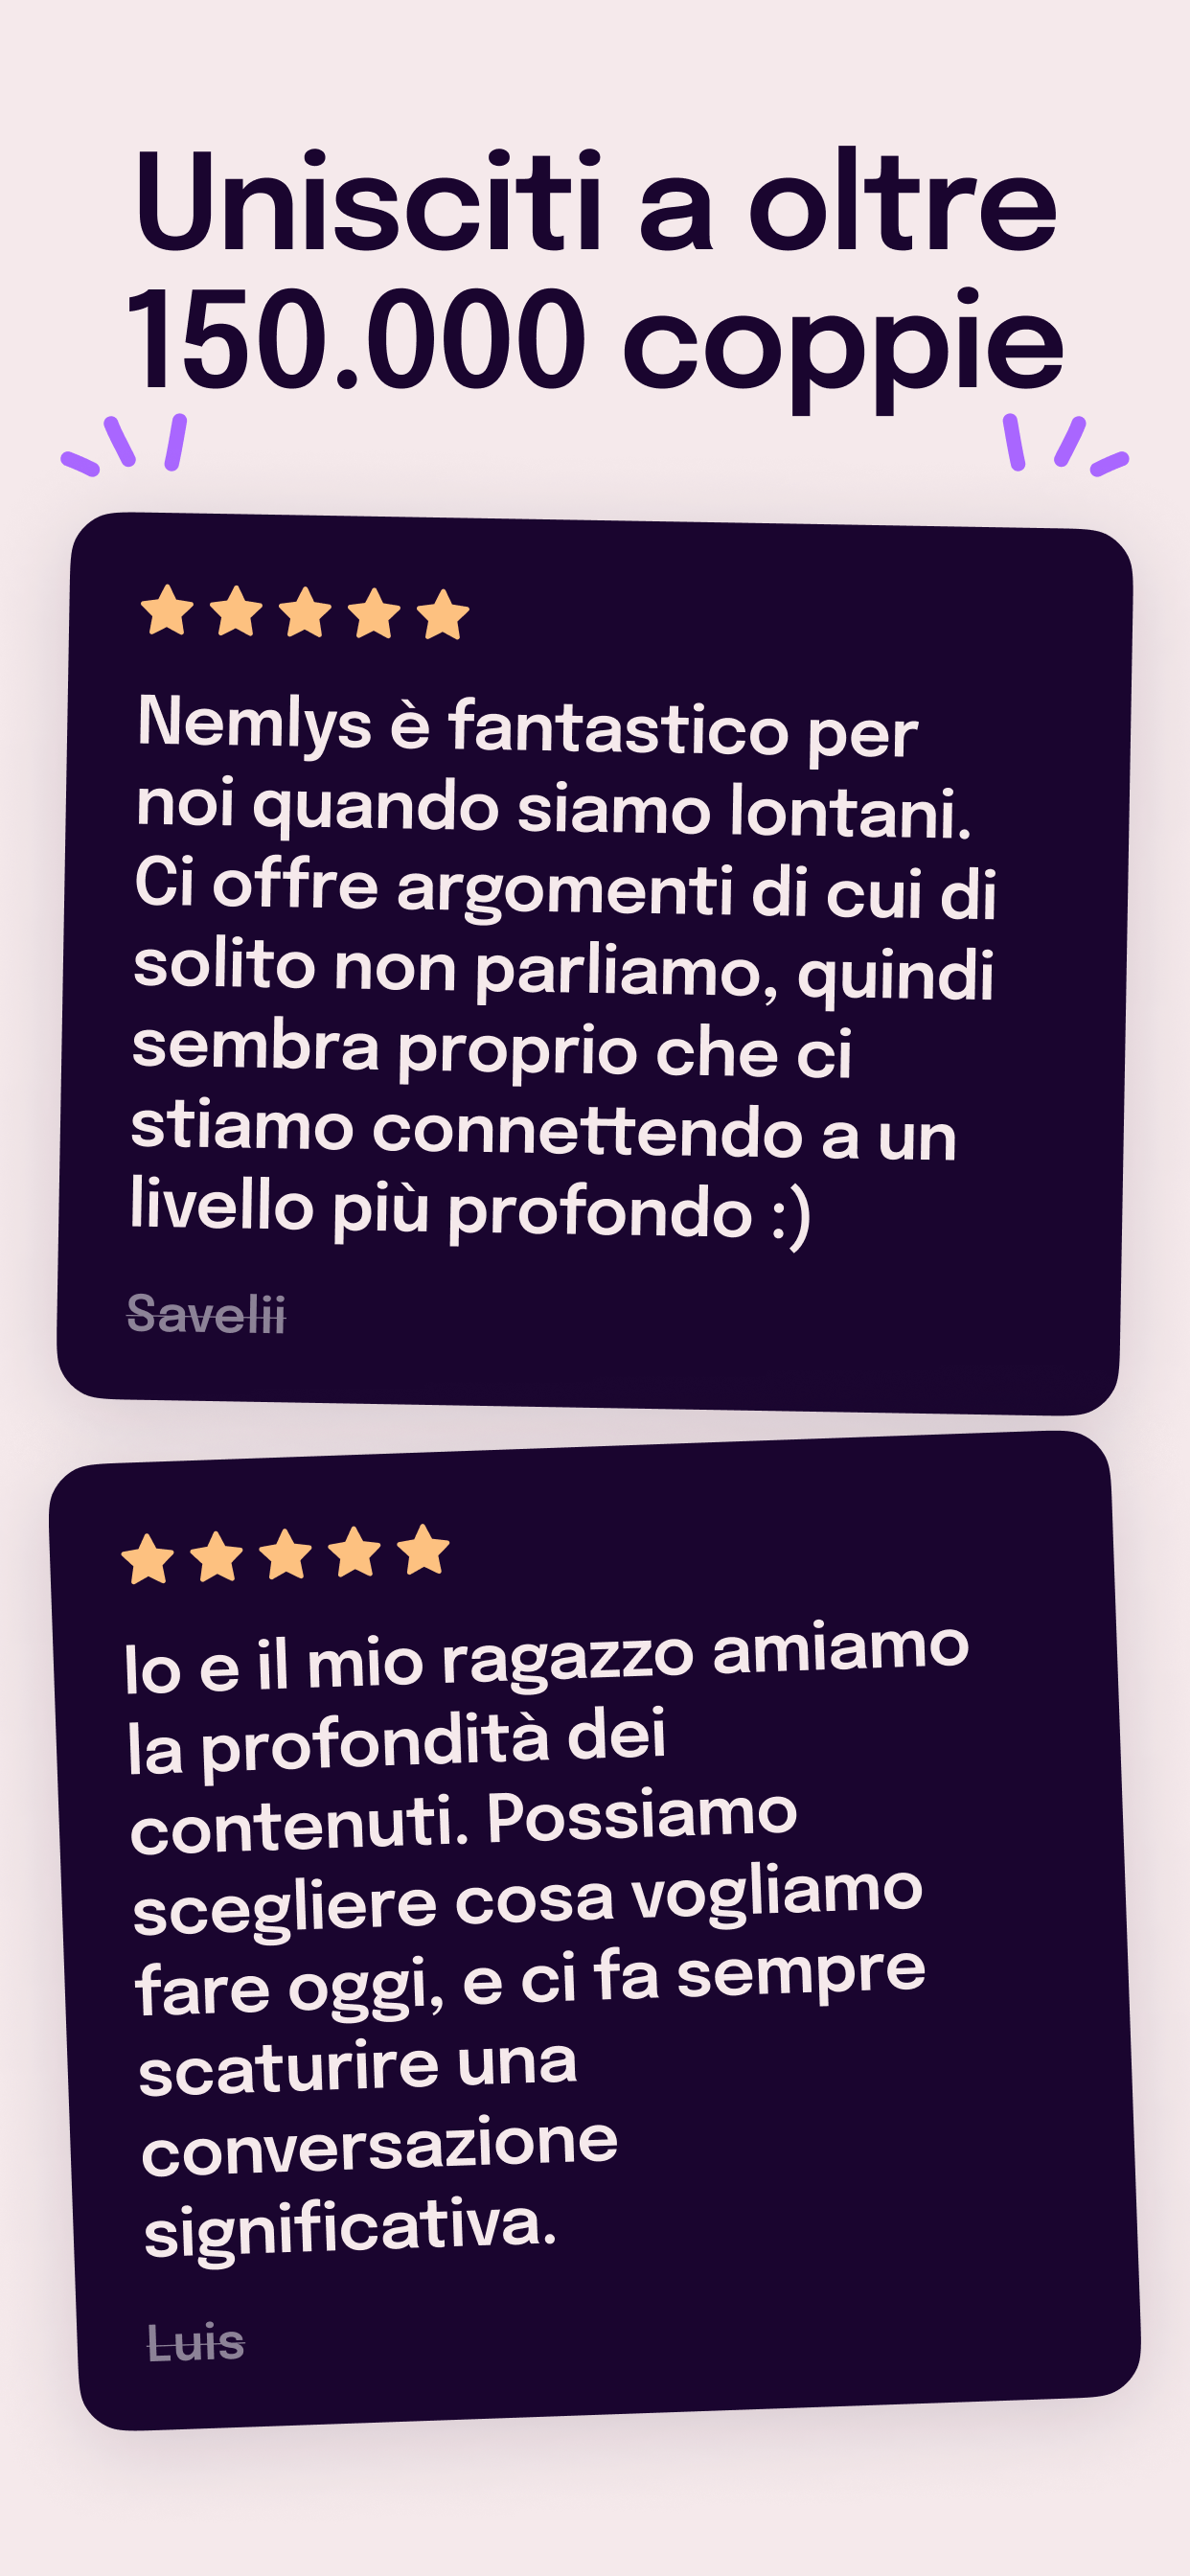 Unisciti a oltre
150.000 coppie
Nemlys è fantastico per
noi quando siamo lontani.
Ci offre argomenti di cui di
solito non parliamo, quindi
sembra proprio che ci
stiamo connettendo a un
livello più profondo :)
Savelii
Io e il mio ragazzo amiamo
la profondità dei
contenuti. Possiamo
scegliere cosa vogliamo
fare oggi, e ci fa sempre
scaturire una
conversazione
significativa.
Luis